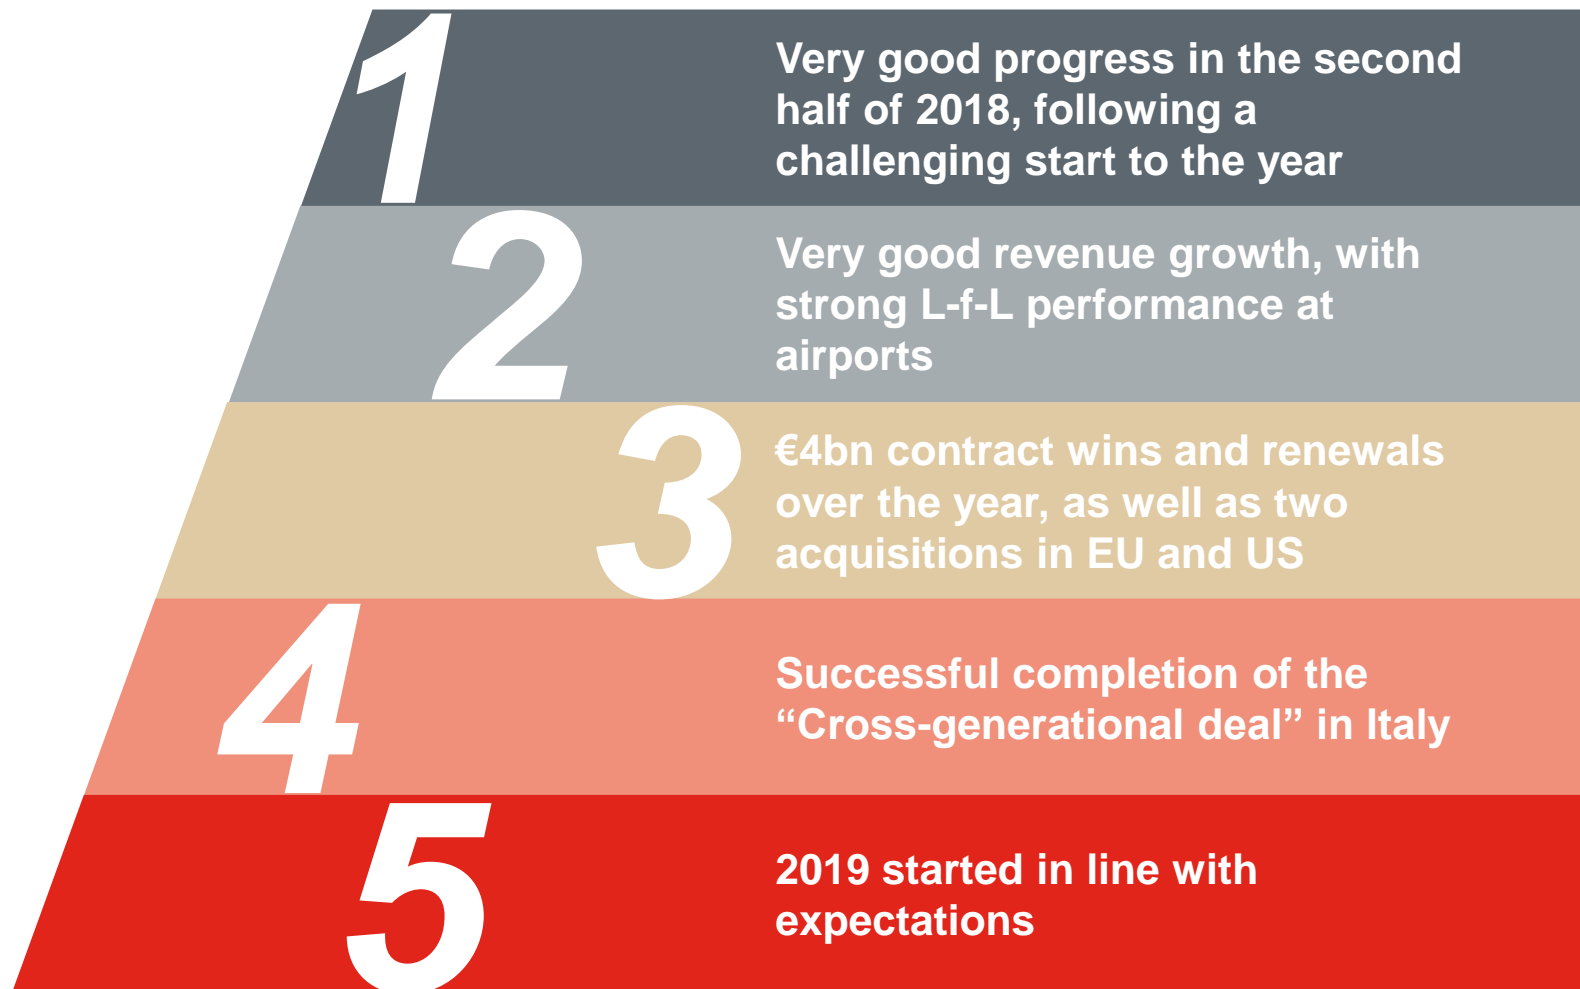 1
Very good progress in the second
half of 2018, following a
challenging start to the year
2
Very good revenue growth, with
strong L-f-L performance at
airports
3
€4bn contract wins and renewals
over the year, as well as two
acquisitions in EU and US
4
Successful completion of the
“Cross-generational deal” in Italy
5
2019 started in line with
expectations